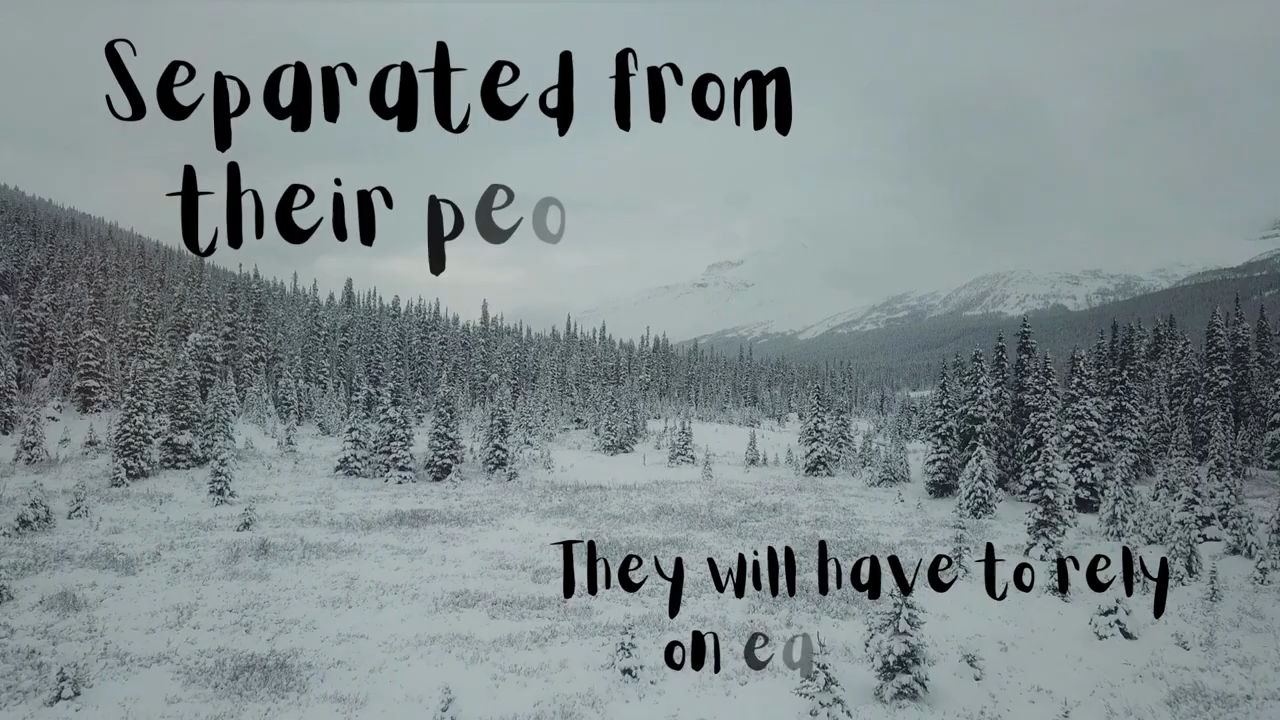 Separated from
their peo
They will have to rely
on ea